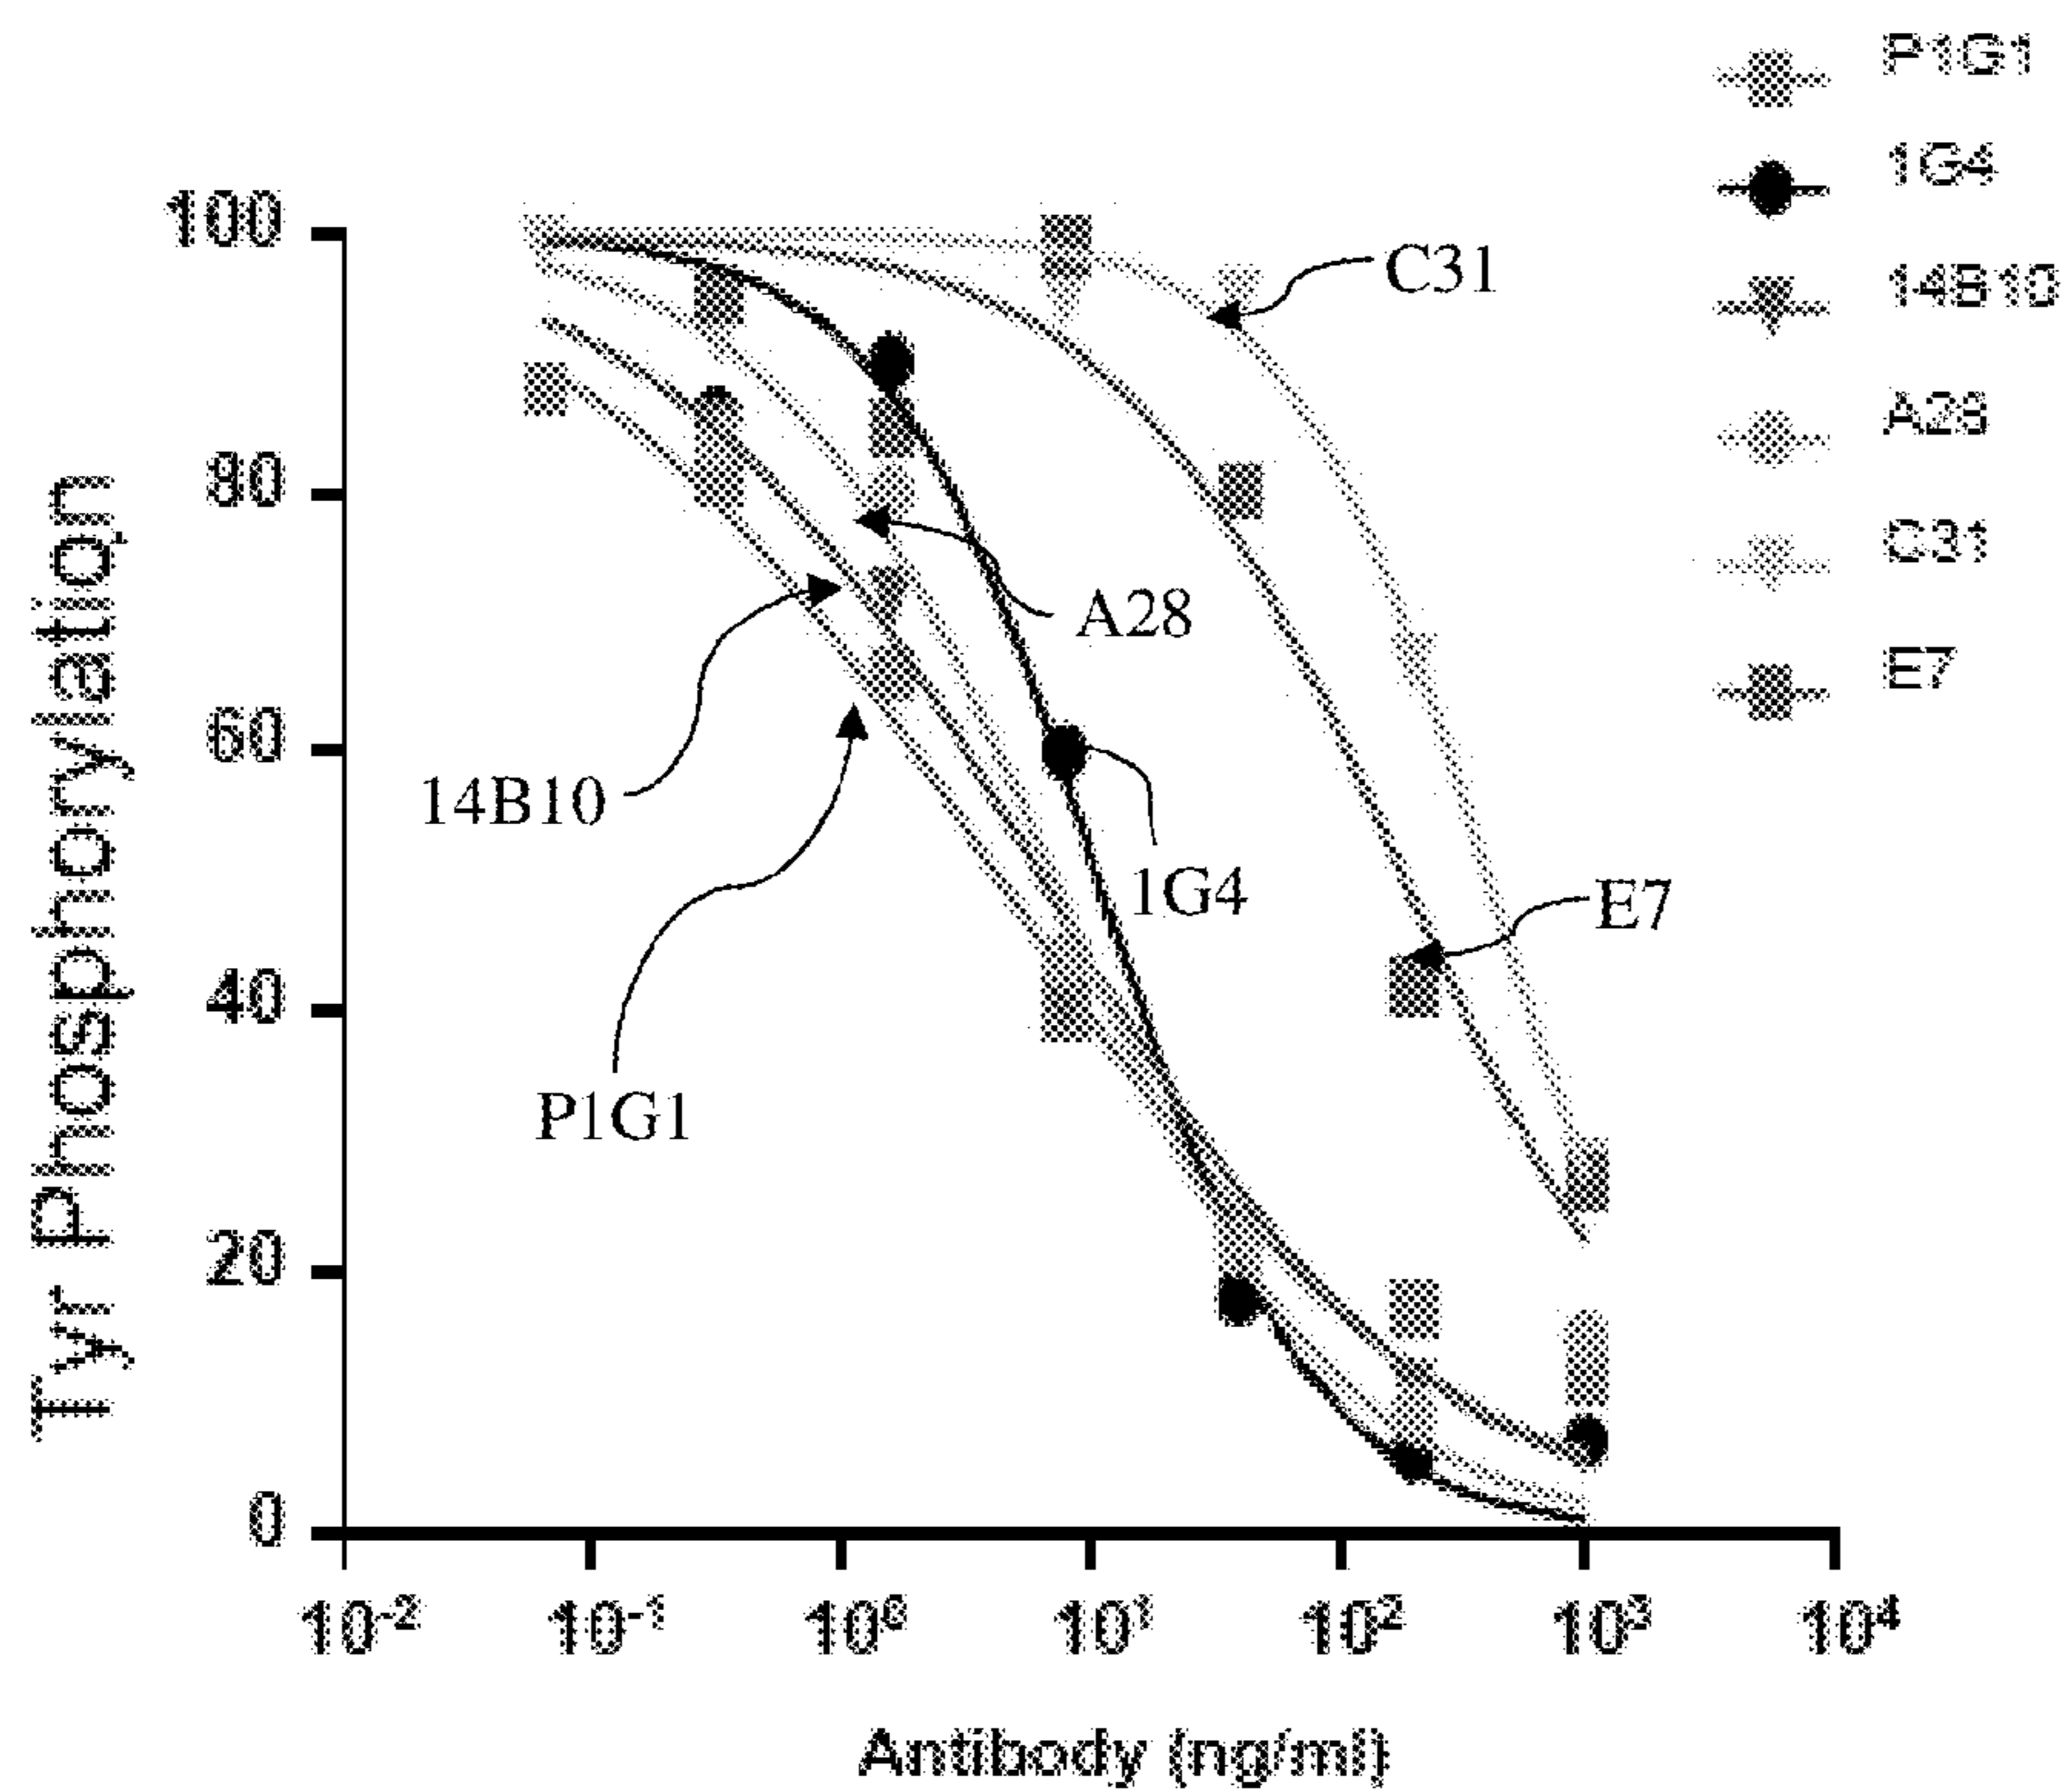 P1G1
1G4
14B10
A28
C31
E7
100
80
60
40
20
0
Tyr Phosphorylation
C31
A28
14B10
1G4
E7
P1G1
10⁻² 10⁻¹ 10⁰ 10¹ 10² 10³ 10⁴
Antibody (ng/ml)